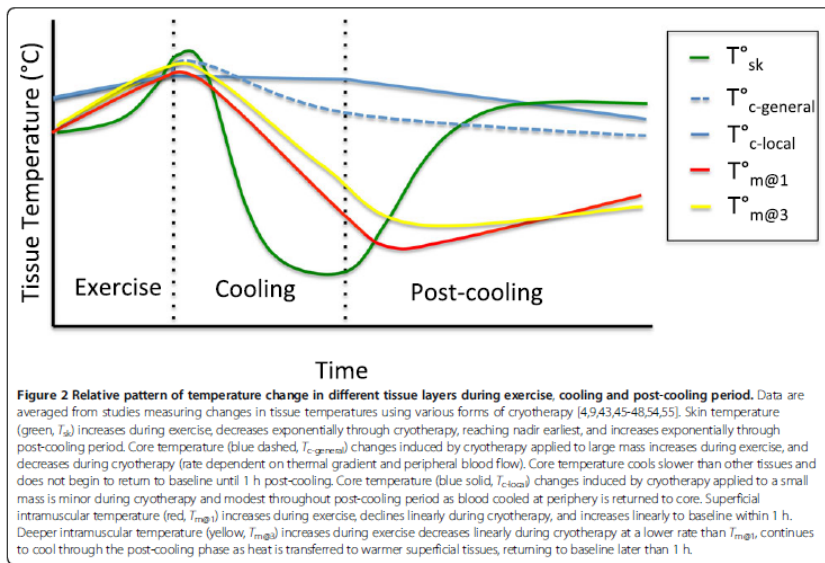 Tissue Temperature (°C)
Exercise
Cooling
Post-cooling
Time
T°sk
T°c-general
T°c-local
T°m@1
T°m@3
Figure 2 Relative pattern of temperature change in different tissue layers during exercise, cooling and post-cooling period. Data are
averaged from studies measuring changes in tissue temperatures using various forms of cryotherapy [4,9,43,45-48,54,55]. Skin temperature
(green, Tsk) increases during exercise, decreases exponentially through cryotherapy, reaching nadir earliest, and increases exponentially through
post-cooling period. Core temperature (blue dashed, Tc-general) changes induced by cryotherapy applied to large mass increases during exercise, and
decreases during cryotherapy (rate dependent on thermal gradient and peripheral blood flow). Core temperature cools slower than other tissues and
does not begin to return to baseline until 1 h post-cooling. Core temperature (blue solid, Tc-local) changes induced by cryotherapy applied to a small
mass is minor during cryotherapy and modest throughout post-cooling period as blood cooled at periphery is returned to core. Superficial
intramuscular temperature (red, Tm@1) increases during exercise, declines linearly during cryotherapy, and increases linearly to baseline within 1 h.
Deeper intramuscular temperature (yellow, Tm@3) increases during exercise decreases linearly during cryotherapy at a lower rate than Tm@1, continues
to cool through the post-cooling phase as heat is transferred to warmer superficial tissues, returning to baseline later than 1 h.